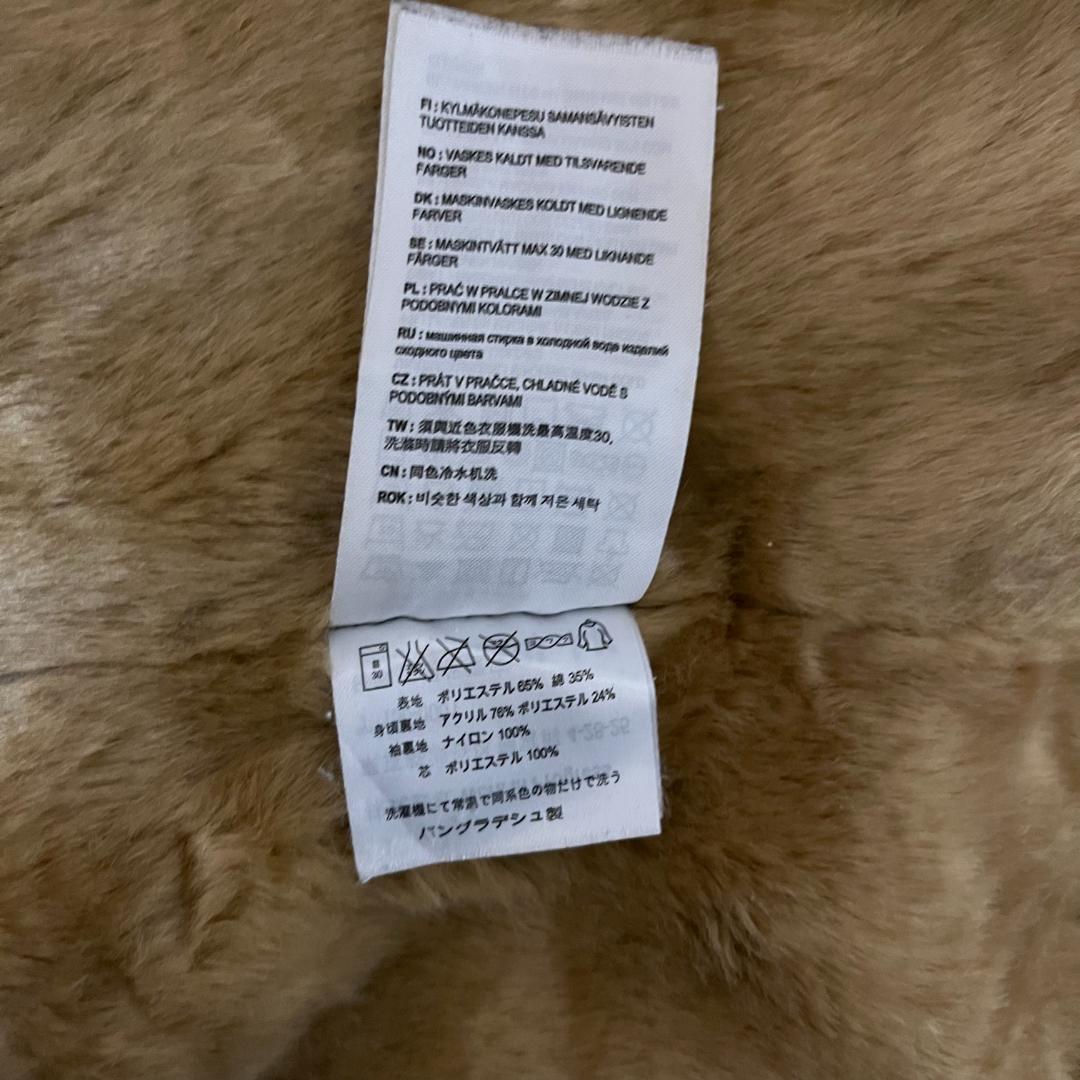 FI : KYLMÄKONEPESU SAMANSÄVYISTEN
TUOTTEIDEN KANSSA
NO : VASKES KALDT MED TILSVARENDE
FARGER
DK : MASKINVASKES KOLDT MED LIGNENDE
FARVER
SE : MASKINTVÄTT MAX 30 MED LIKNANDE
FÄRGER
PL : PRAĆ W PRALCE W ZIMNEJ WODZIE Z
PODOBNYMI KOLORAMI
RU : машинная стирка в холодной воде изделий
сходного цвета
CZ : PRÁT V PRAČCE, CHLADNÉ VODĚ S
PODOBNÝMI BARVAMI
TW : 須與近色衣服機洗最高溫度30,
洗滌時請將衣服反轉
CN : 同色冷水机洗
ROK : 비슷한 색상과 함께 저온 세탁
30
表地 ポリエステル 65% 綿 35%
身頃裏地 アクリル 76% ポリエステル 24%
袖裏地 ナイロン 100%
芯 ポリエステル 100%
洗濯機にて常温で同系色の物だけで洗う
バングラデシュ製